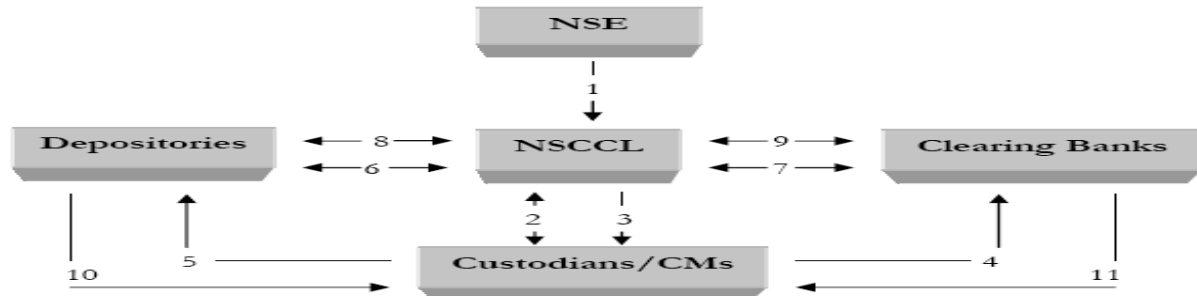 NSE
1
Depositories 8 NSCCL 9 Clearing Banks
6 7
2 3
5 Custodians/CMs 4
10 11